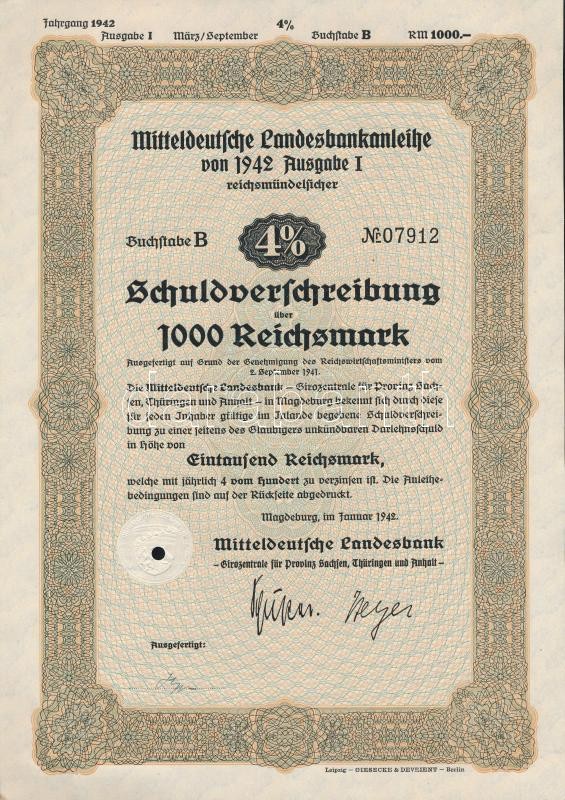 Jahrgang 1942
4%
Ausgabe I März/September Buchstabe B RM 1000.—
Mitteldeutsche Landesbankanleihe
von 1942 Ausgabe I
reichsmündelsicher
Buchstabe B 4% № 07912
Schuldverschreibung
über
1000 Reichsmark
Ausgefertigt auf Grund der Genehmigung des Reichswirtschaftsministers vom
2. September 1941.
Die Mitteldeutsche Landesbank – Girozentrale für Provinz Sach-
sen, Thüringen und Anhalt – in Magdeburg bekennt sich durch diese
für jeden Inhaber gültige im Inlande begebene Schuldverschrei-
bung zu einer seitens des Gläubigers unkündbaren Darlehnsschuld
in Höhe von
Eintausend Reichsmark,
welche mit jährlich 4 vom Hundert zu verzinsen ist. Die Anleihe-
bedingungen sind auf der Rückseite abgedruckt.
Magdeburg, im Januar 1942.
Mitteldeutsche Landesbank
– Girozentrale für Provinz Sachsen, Thüringen und Anhalt –
Ausgefertigt:
Leipzig – GIESECKE & DEVRIENT – Berlin